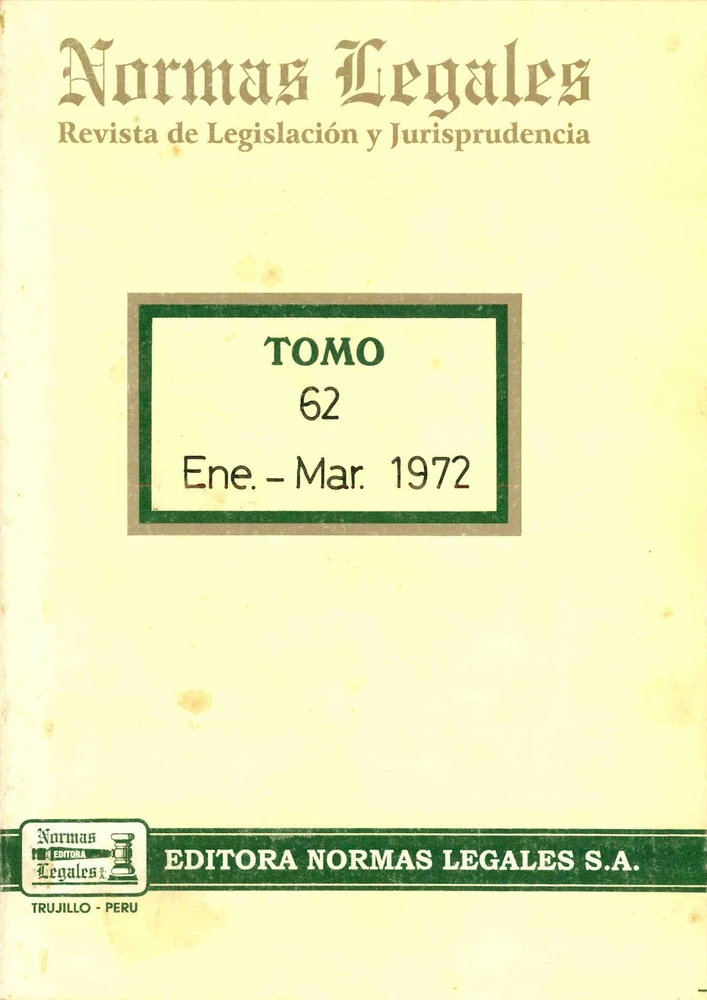 Normas Legales
Revista de Legislación y Jurisprudencia
TOMO
62
Ene. - Mar. 1972
Normas
EDITORA
Legales S.A.
EDITORA NORMAS LEGALES S.A.
TRUJILLO - PERU